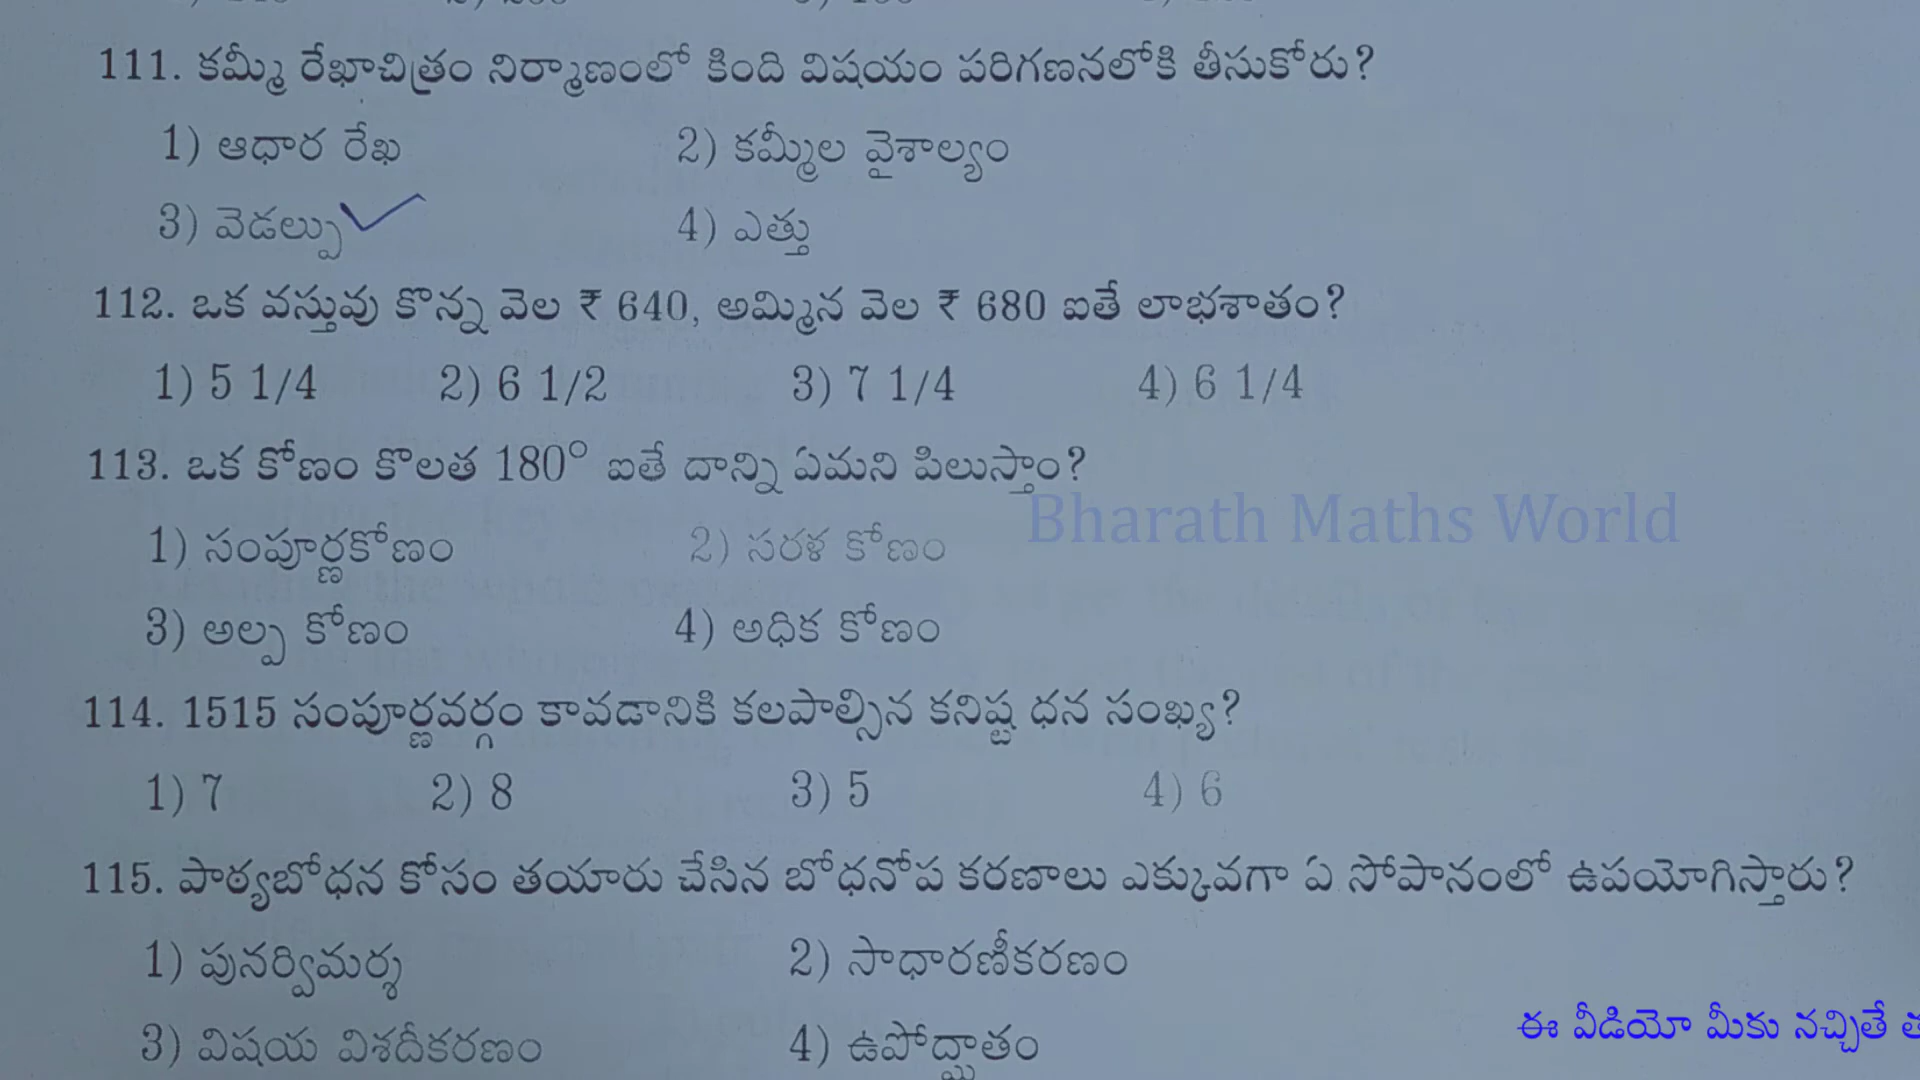 111. కమ్మీ రేఖాచిత్రం నిర్మాణంలో కింది విషయం పరిగణనలోకి తీసుకోరు?
1) ఆధార రేఖ 2) కమ్మీల వైశాల్యం
3) వెడల్పు 4) ఎత్తు
112. ఒక వస్తువు కొన్న వెల ₹ 640, అమ్మిన వెల ₹ 680 ఐతే లాభశాతం?
1) 5 1/4 2) 6 1/2 3) 7 1/4 4) 6 1/4
113. ఒక కోణం కొలత 180° ఐతే దాన్ని ఏమని పిలుస్తాం?
Bharath Maths World
1) సంపూర్ణకోణం 2) సరళ కోణం
3) అల్ప కోణం 4) అధిక కోణం
114. 1515 సంపూర్ణవర్గం కావడానికి కలపాల్సిన కనిష్ట ధన సంఖ్య?
1) 7 2) 8 3) 5 4) 6
115. పాఠ్యబోధన కోసం తయారు చేసిన బోధనోప కరణాలు ఎక్కువగా ఏ సోపానంలో ఉపయోగిస్తారు?
1) పునర్విమర్శ 2) సాధారణీకరణం
3) విషయ విశదీకరణం 4) ఉపోద్ఘాతం
ఈ వీడియో మీకు నచ్చితే